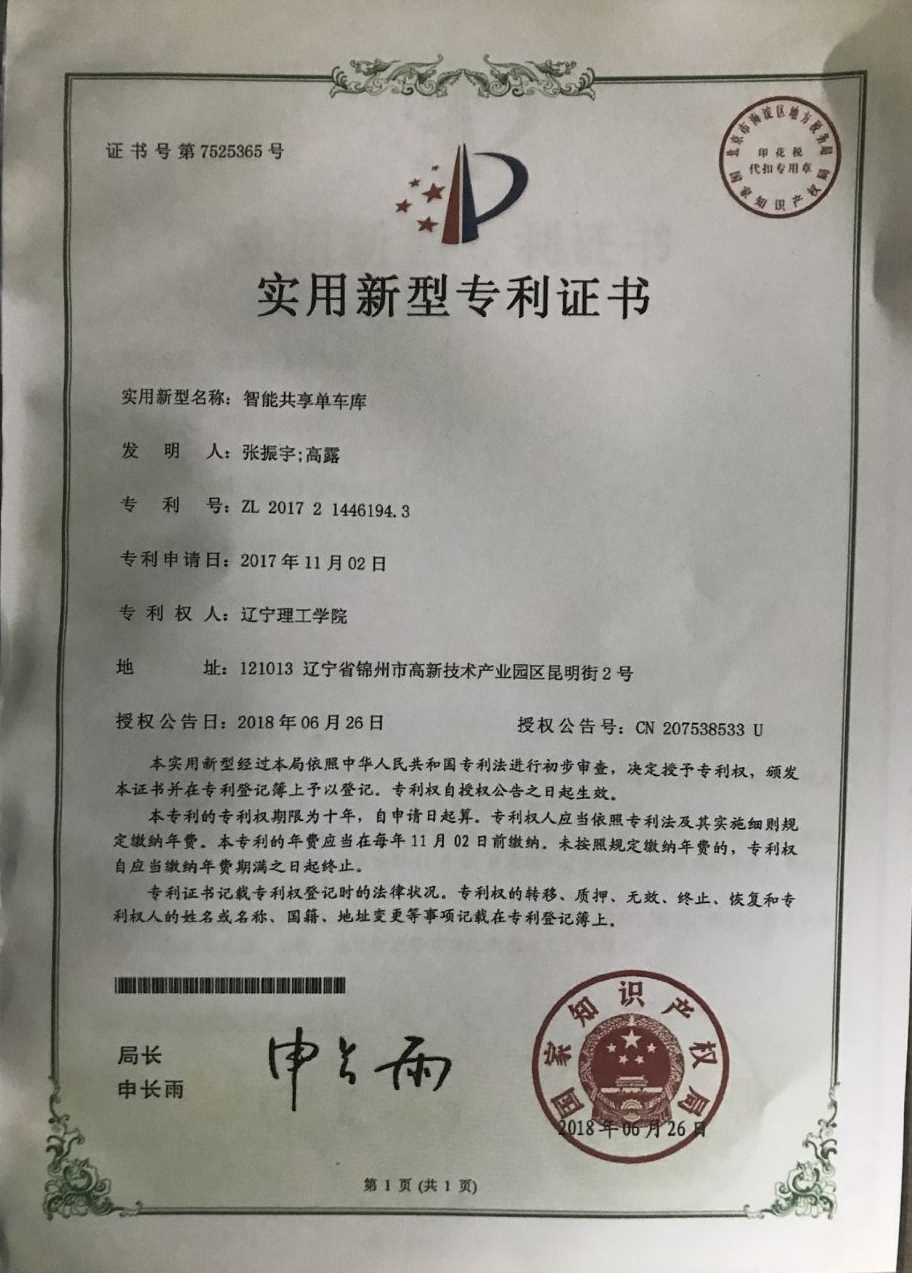 证书号第7525365号
北京市海淀区地方税务局
印花税
代扣专用章
国家知识产权局
实用新型专利证书
实用新型名称：智能共享单车库
发明人：张振宇;高露
专利号：ZL 2017 2 1446194.3
专利申请日：2017年11月02日
专利权人：辽宁理工学院
地址：121013 辽宁省锦州市高新技术产业园区昆明街2号
授权公告日：2018年06月26日 授权公告号：CN 207538533 U
本实用新型经过本局依照中华人民共和国专利法进行初步审查，决定授予专利权，颁发
本证书并在专利登记簿上予以登记。专利权自授权公告之日起生效。
本专利的专利权期限为十年，自申请日起算。专利权人应当依照专利法及其实施细则规
定缴纳年费。本专利的年费应当在每年11月02日前缴纳。未按照规定缴纳年费的，专利权
自应当缴纳年费期满之日起终止。
专利证书记载专利权登记时的法律状况。专利权的转移、质押、无效、终止、恢复和专
利权人的姓名或名称、国籍、地址变更等事项记载在专利登记簿上。
局长
申长雨
申长雨
国家知识产权局
2018年06月26日
第1页(共1页)